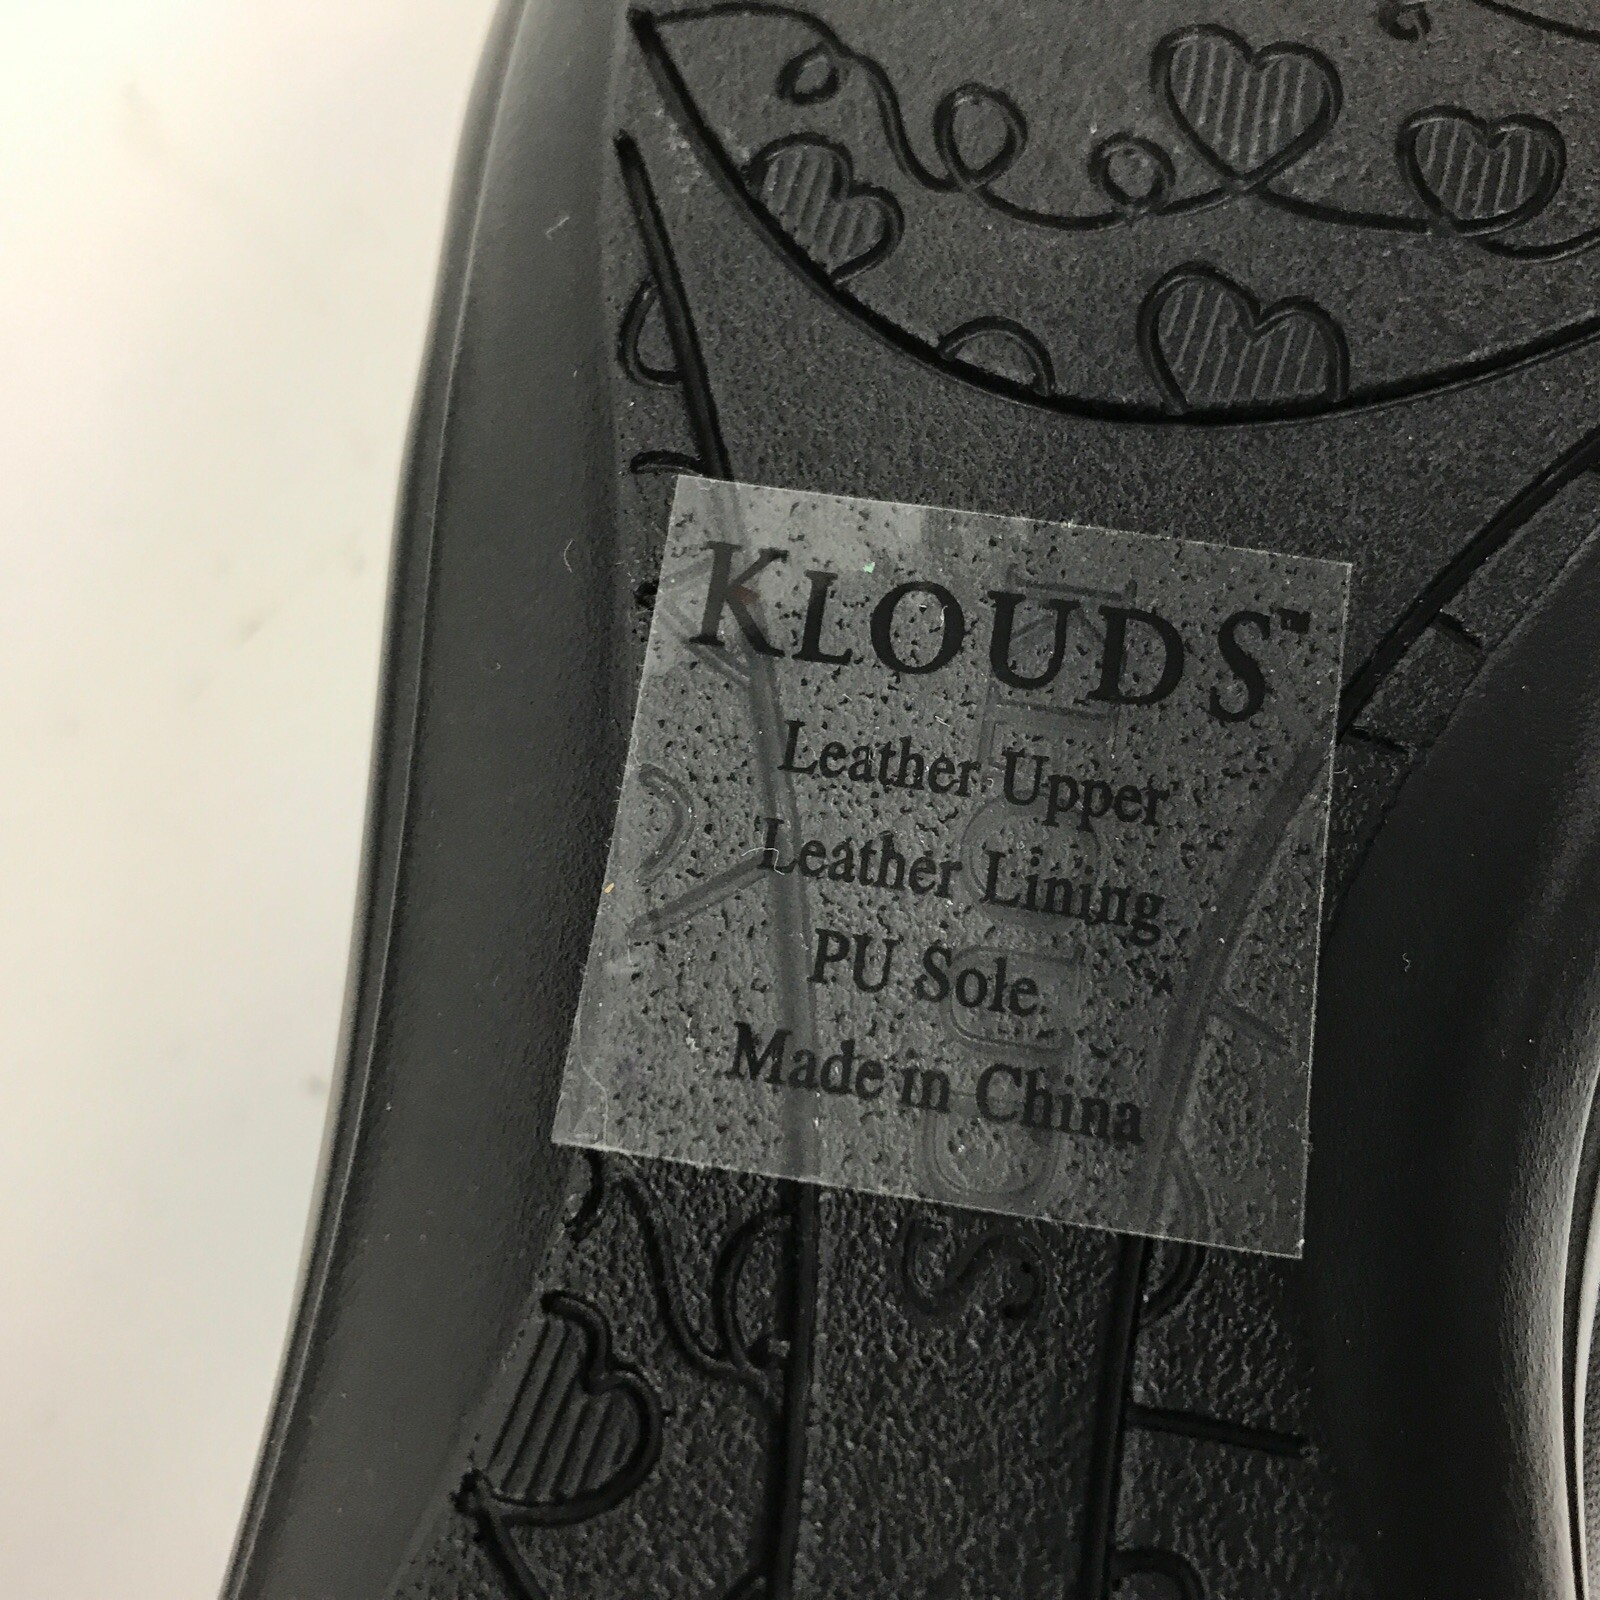 KLOUDS™
Leather Upper
Leather Lining
PU Sole
Made in China